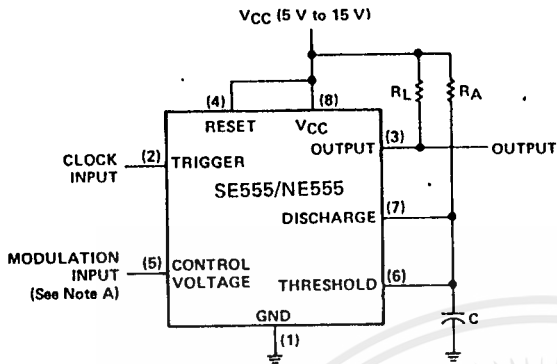 VCC (5 V to 15 V)
(4)
(8)
RL
RA
RESET
VCC
(3)
OUTPUT
OUTPUT
CLOCK
INPUT
(2)
TRIGGER
SE555/NE555
(7)
DISCHARGE
MODULATION
INPUT
(See Note A)
(5)
CONTROL
VOLTAGE
(6)
THRESHOLD
GND
(1)
C